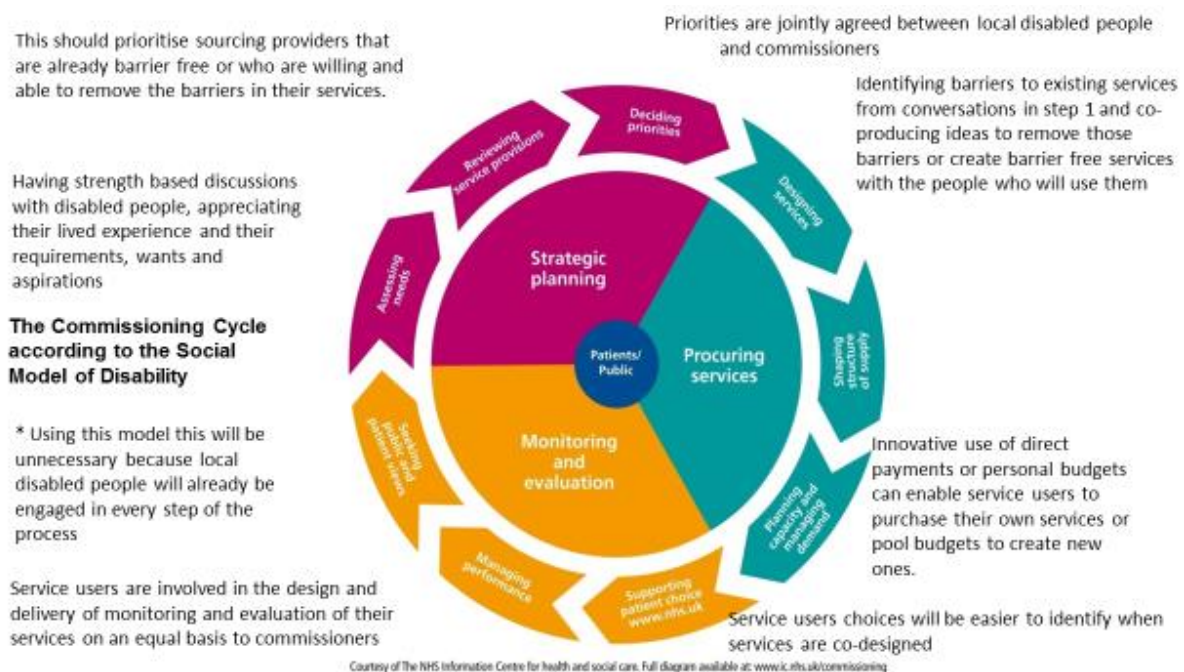 This should prioritise sourcing providers that
are already barrier free or who are willing and
able to remove the barriers in their services.
Priorities are jointly agreed between local disabled people
and commissioners
Identifying barriers to existing services
from conversations in step 1 and co-
producing ideas to remove those
barriers or create barrier free services
with the people who will use them
Having strength based discussions
with disabled people, appreciating
their lived experience and their
requirements, wants and
aspirations
The Commissioning Cycle
according to the Social
Model of Disability
* Using this model this will be
unnecessary because local
disabled people will already be
engaged in every step of the
process
Service users are involved in the design and
delivery of monitoring and evaluation of their
services on an equal basis to commissioners
Assessing
needs
Reviewing
service provisions
Deciding
priorities
Designing
services
Shaping
structure
of supply
Planning
capacity and
managing
demand
Supporting
patient choice
www.nhs.uk
Managing
performance
Seeking
public and
patient views
Strategic
planning
Procuring
services
Monitoring
and
evaluation
Patients/
Public
Innovative use of direct
payments or personal budgets
can enable service users to
purchase their own services or
pool budgets to create new
ones.
Service users choices will be easier to identify when
services are co-designed
Courtesy of The NHS Information Centre for health and social care. Full diagram available at: www.ic.nhs.uk/commissioning